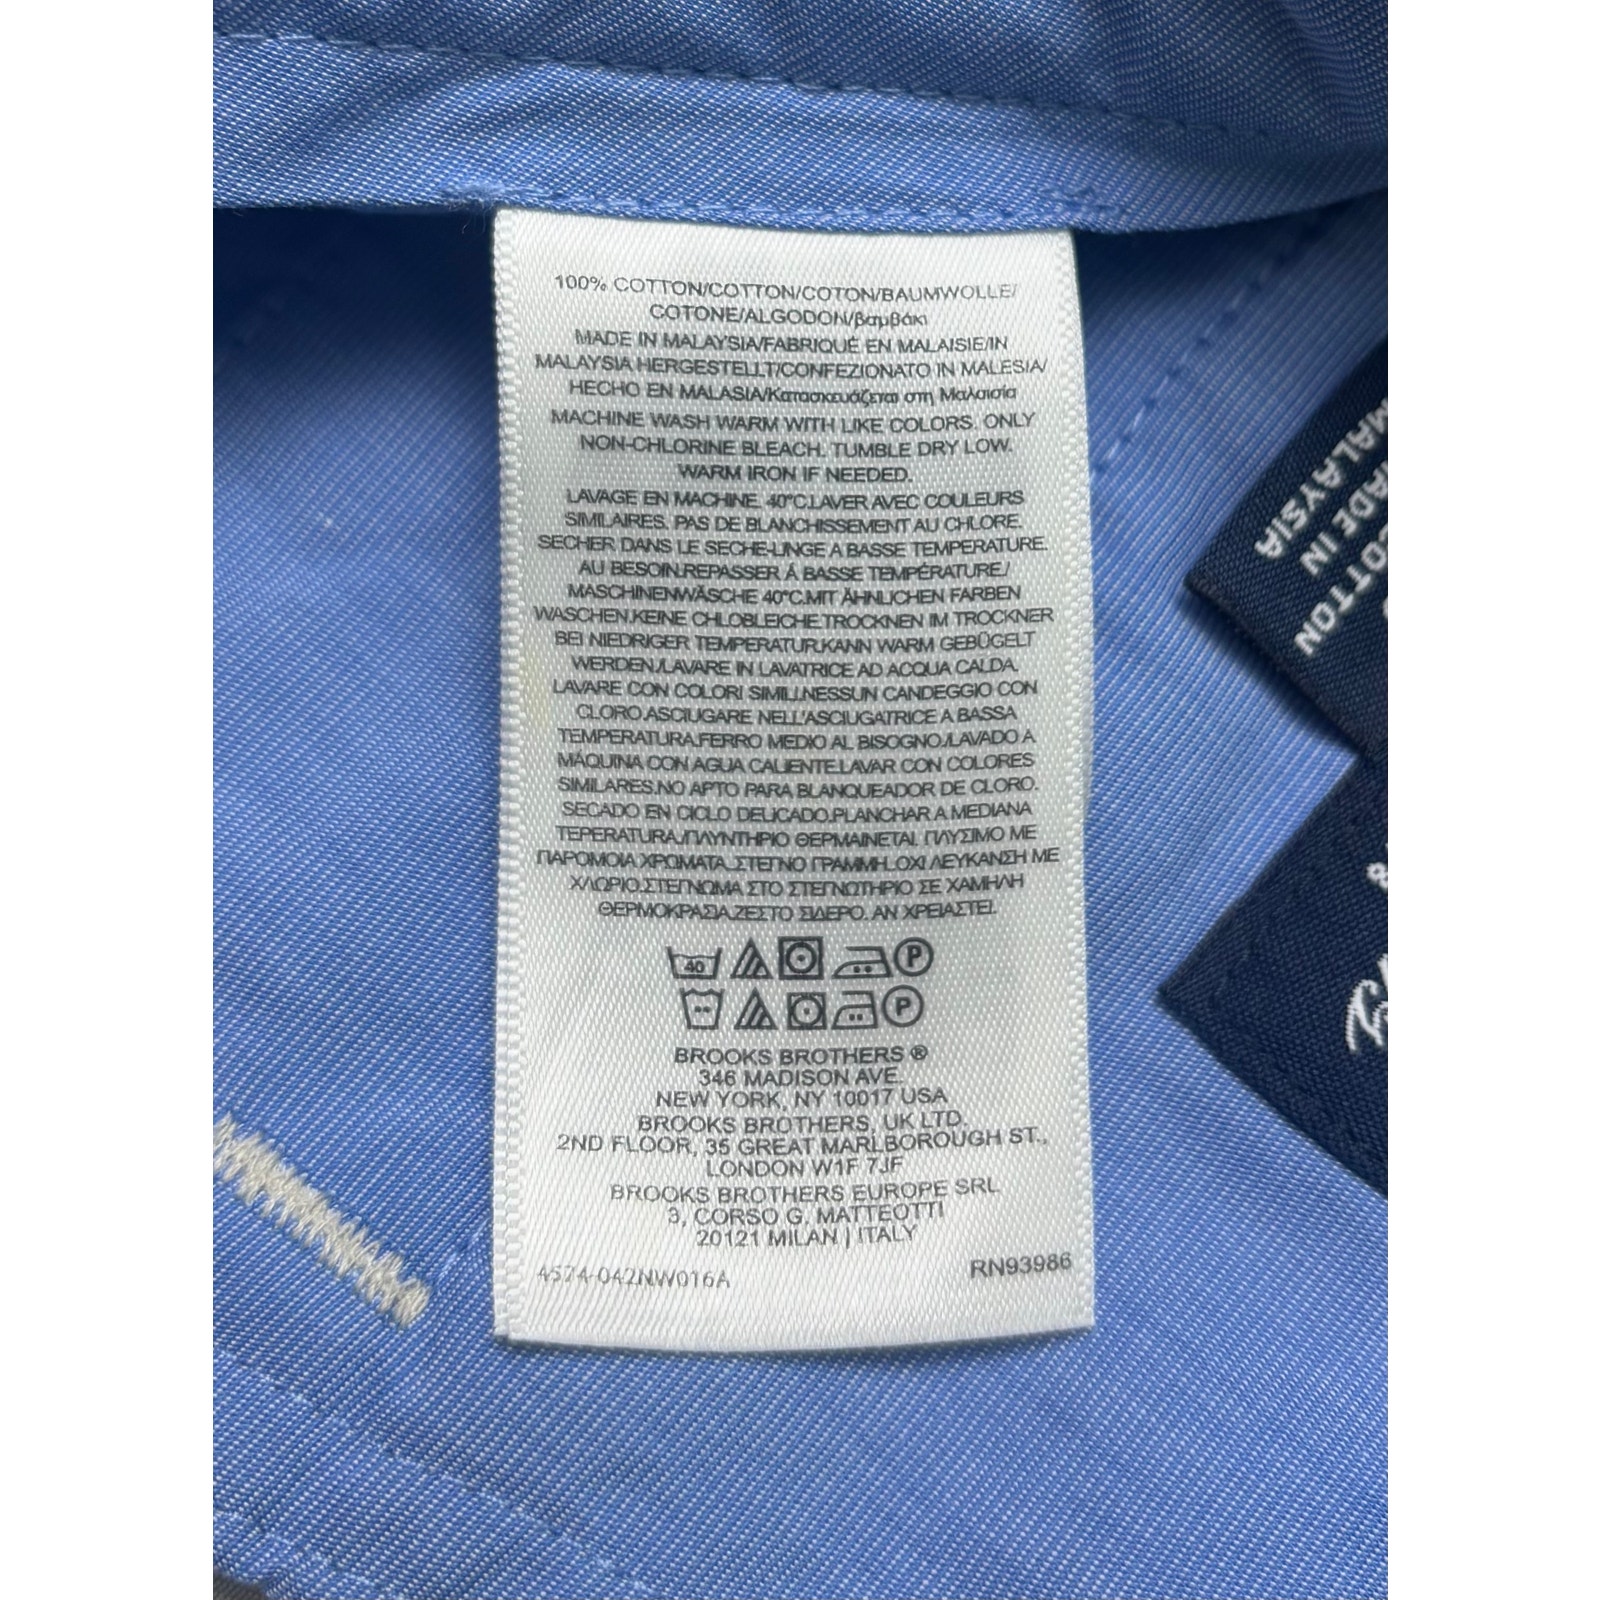 100% COTTON/COTTON/COTON/BAUMWOLLE/
COTONE/ALGODON/βαμβάκι
MADE IN MALAYSIA/FABRIQUÉ EN MALAISIE/IN
MALAYSIA HERGESTELLT/CONFEZIONATO IN MALESIA/
HECHO EN MALASIA/Κατασκευάζεται στη Μαλαισία
MACHINE WASH WARM WITH LIKE COLORS. ONLY
NON-CHLORINE BLEACH. TUMBLE DRY LOW.
WARM IRON IF NEEDED.
LAVAGE EN MACHINE. 40°C.LAVER AVEC COULEURS
SIMILAIRES. PAS DE BLANCHISSEMENT AU CHLORE.
SECHER DANS LE SECHE-LINGE A BASSE TEMPERATURE.
AU BESOIN.REPASSER Á BASSE TEMPÉRATURE./
MASCHINENWÄSCHE 40°C.MIT ÄHNLICHEN FARBEN
WASCHEN.KEINE CHLOBLEICHE.TROCKNEN IM TROCKNER
BEI NIEDRIGER TEMPERATUR.KANN WARM GEBÜGELT
WERDEN./LAVARE IN LAVATRICE AD ACQUA CALDA.
LAVARE CON COLORI SIMILI.NESSUN CANDEGGIO CON
CLORO.ASCIUGARE NELL'ASCIUGATRICE A BASSA
TEMPERATURA.FERRO MEDIO AL BISOGNO./LAVADO A
MÁQUINA CON AGUA CALIENTE.LAVAR CON COLORES
SIMILARES.NO APTO PARA BLANQUEADOR DE CLORO.
SECADO EN CICLO DELICADO.PLANCHAR A MEDIANA
TEPERATURA./ΠΛΥΝΤΗΡΙΟ ΘΕΡΜΑΙΝΕΤΑΙ. ΠΛΥΣΙΜΟ ΜΕ
ΠΑΡΟΜΟΙΑ ΧΡΩΜΑΤΑ..ΣΤΕΓΝΟ ΓΡΑΜΜΗ.ΟΧΙ ΛΕΥΚΑΝΣΗ ΜΕ
ΧΛΩΡΙΟ.ΣΤΕΓΝΩΜΑ ΣΤΟ ΣΤΕΓΝΩΤΗΡΙΟ ΣΕ ΧΑΜΗΛΗ
ΘΕΡΜΟΚΡΑΣΙΑ.ΖΕΣΤΟ ΣΙΔΕΡΟ. ΑΝ ΧΡΕΙΑΣΤΕΙ.
40 P
P
BROOKS BROTHERS ®
346 MADISON AVE.
NEW YORK, NY 10017 USA
BROOKS BROTHERS, UK LTD.
2ND FLOOR, 35 GREAT MARLBOROUGH ST.,
LONDON W1F 7JF
BROOKS BROTHERS EUROPE SRL
3, CORSO G. MATTEOTTI
20121 MILAN | ITALY
4574-042NW016A RN93986
COTTON
MADE IN
MALAYSIA